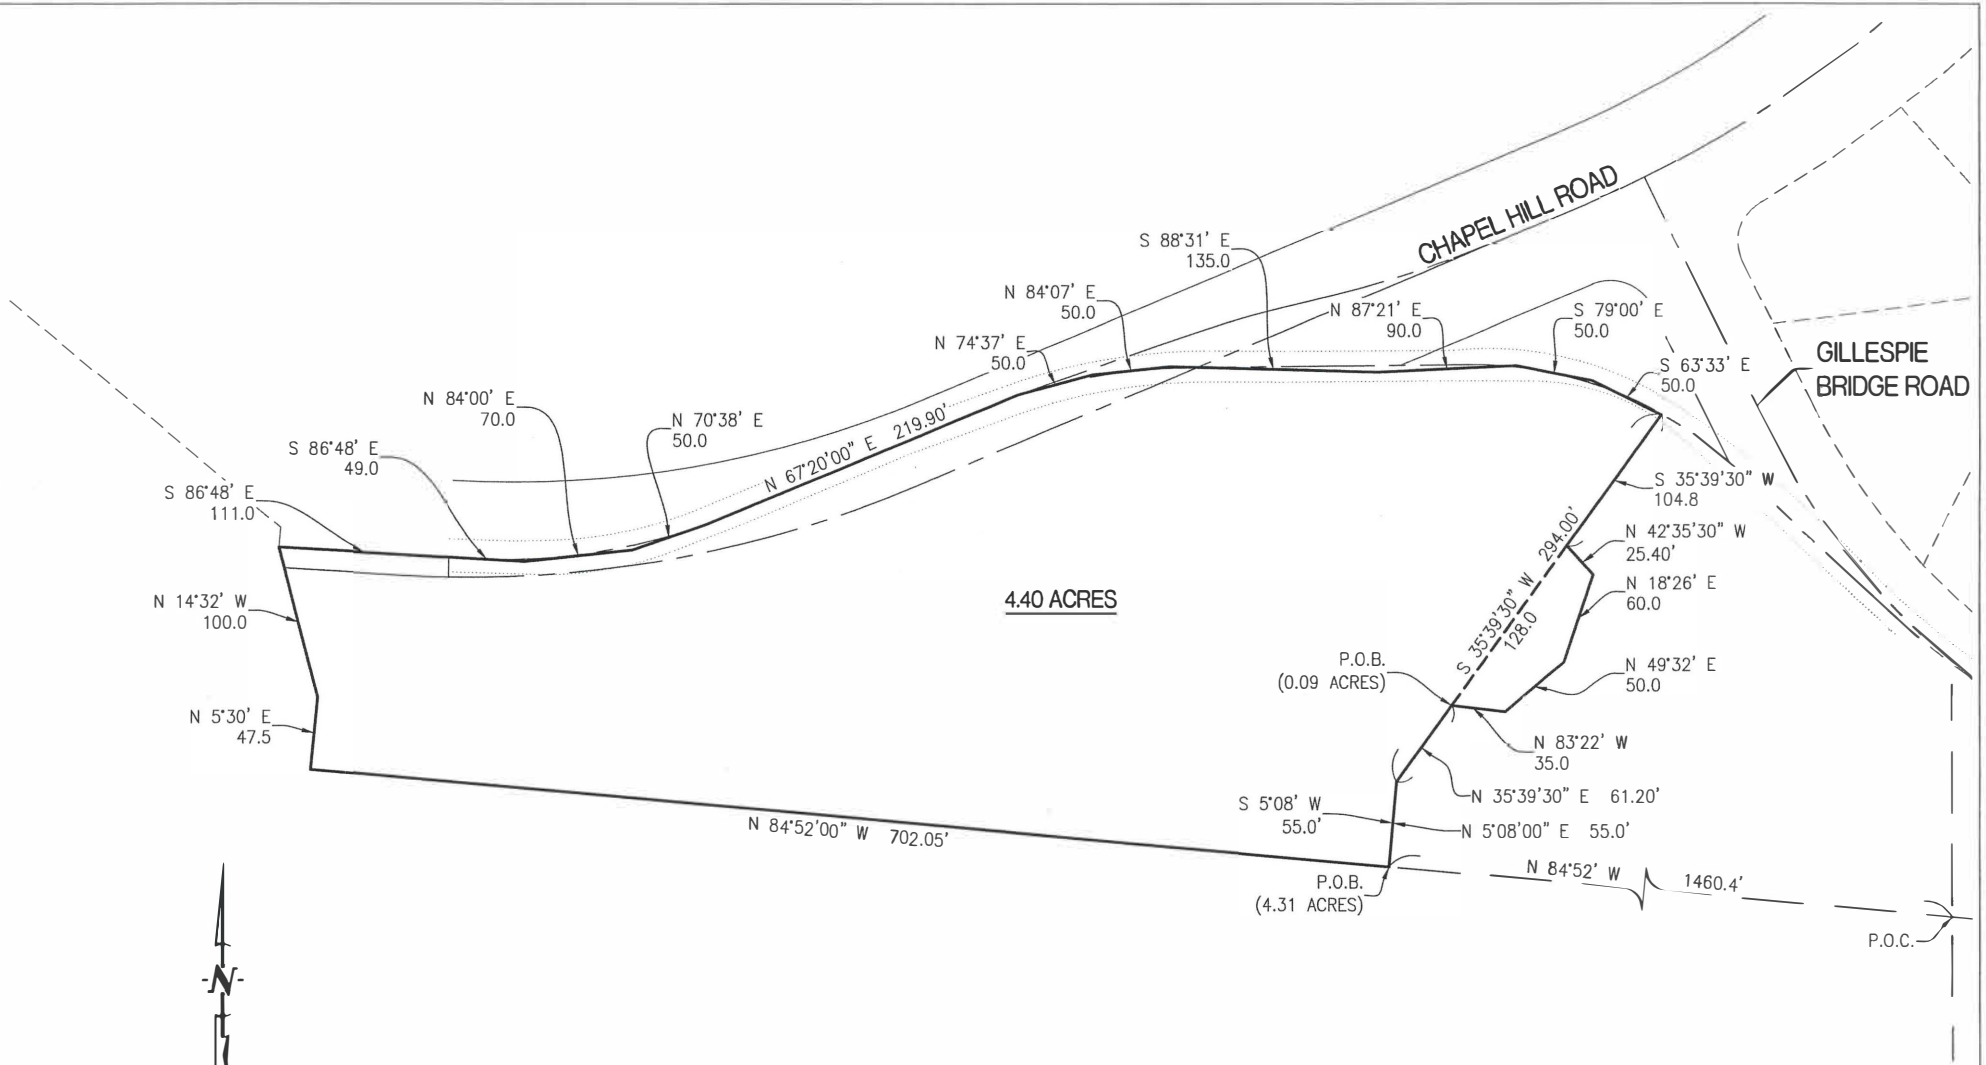 CHAPEL HILL ROAD
S 88°31' E
135.0
N 84°07' E
50.0
N 87°21' E
90.0
S 79°00' E
50.0
N 74°37' E
50.0
S 63°33' E
50.0
GILLESPIE
BRIDGE ROAD
N 84°00' E
70.0
N 70°38' E
50.0
N 67°20'00" E 219.90'
S 86°48' E
49.0
S 86°48' E
111.0
S 35°39'30" W
104.8
N 42°35'30" W
25.40'
S 35°39'30" W 294.00'
128.0
N 18°26' E
60.0
4.40 ACRES
N 14°32' W
100.0
P.O.B.
(0.09 ACRES)
N 49°32' E
50.0
N 5°30' E
47.5
N 83°22' W
35.0
N 35°39'30" E 61.20'
S 5°08' W
55.0'
N 5°08'00" E 55.0'
N 84°52'00" W 702.05'
N 84°52' W 1460.4'
P.O.B.
(4.31 ACRES)
P.O.C.
N